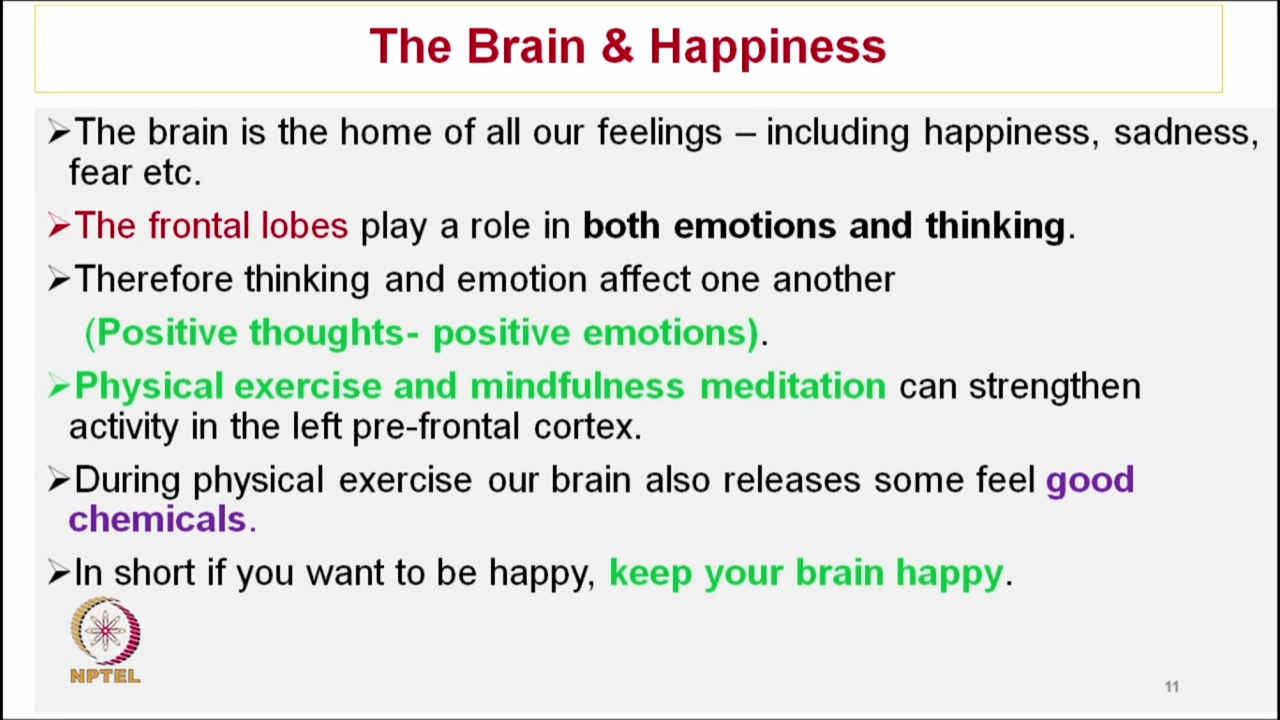 The Brain & Happiness
➢The brain is the home of all our feelings – including happiness, sadness,
fear etc.
➢The frontal lobes play a role in both emotions and thinking.
➢Therefore thinking and emotion affect one another
(Positive thoughts- positive emotions).
➢Physical exercise and mindfulness meditation can strengthen
activity in the left pre-frontal cortex.
➢During physical exercise our brain also releases some feel good
chemicals.
➢In short if you want to be happy, keep your brain happy.
NPTEL
11